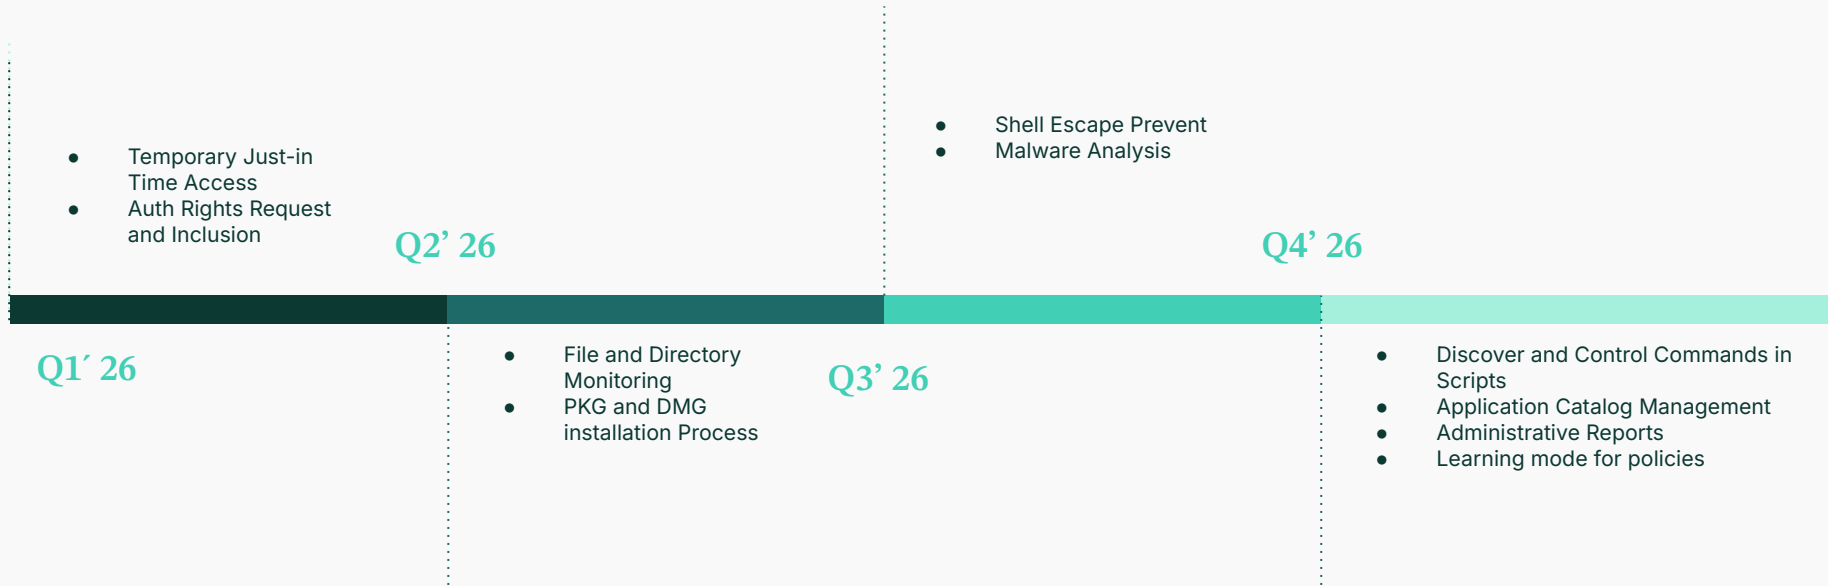 Temporary Just-in
Time Access
Auth Rights Request
and Inclusion
Q1´ 26
Q2’ 26
File and Directory
Monitoring
PKG and DMG
installation Process
Q3’ 26
Shell Escape Prevent
Malware Analysis
Q4’ 26
Discover and Control Commands in
Scripts
Application Catalog Management
Administrative Reports
Learning mode for policies